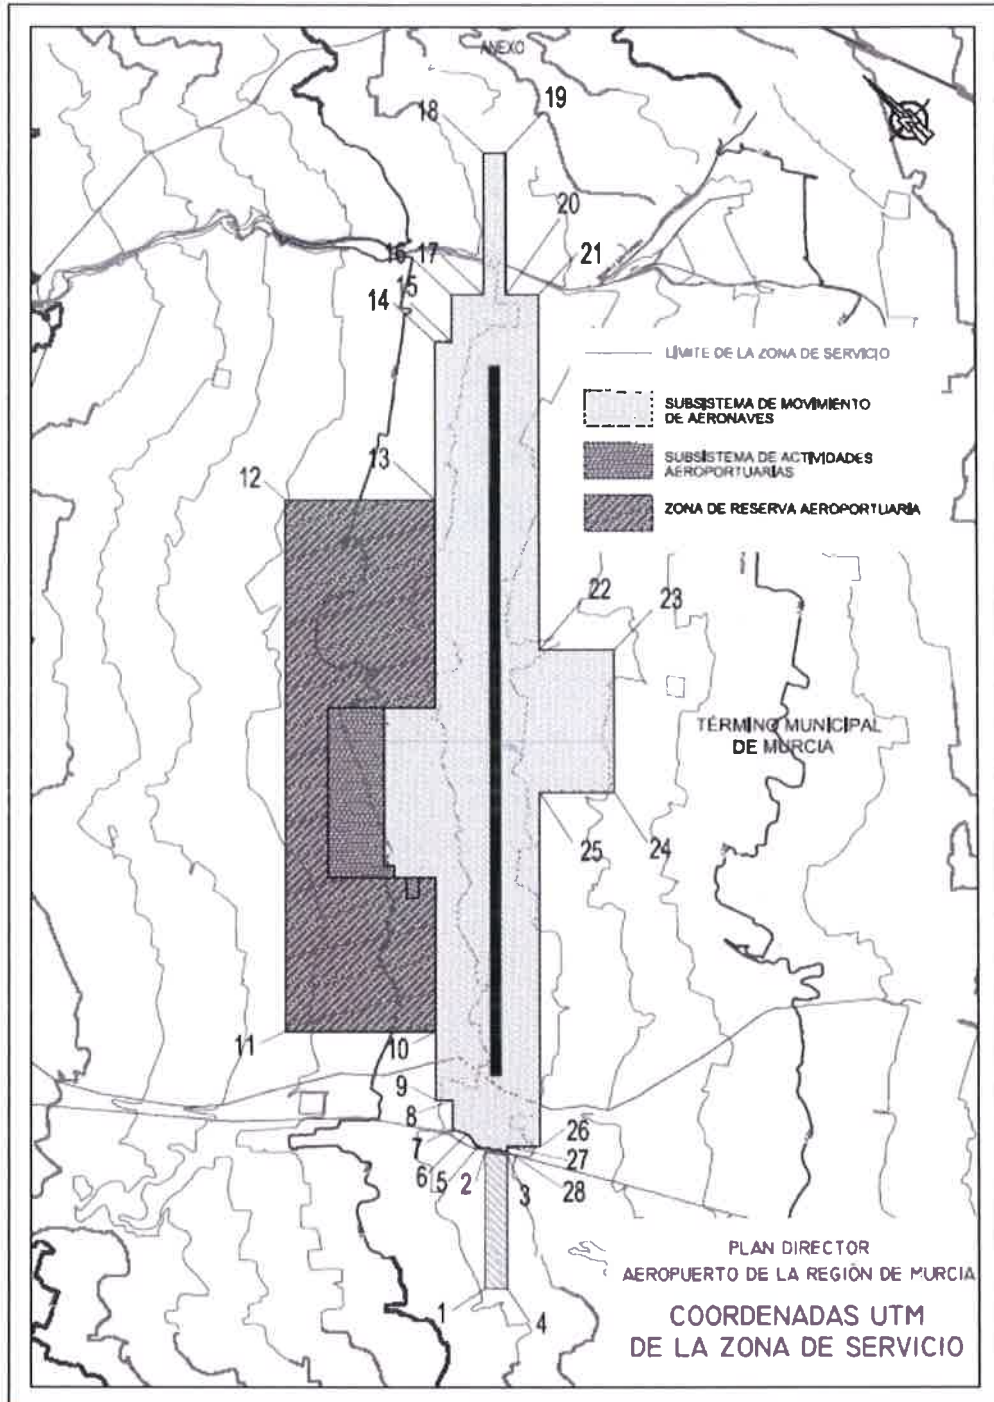 ANEXO
18
19
20
16
17
21
15
14
LÍMITE DE LA ZONA DE SERVICIO
SUBSISTEMA DE MOVIMIENTO
DE AERONAVES
SUBSISTEMA DE ACTIVIDADES
AEROPORTUARÍAS
ZONA DE RESERVA AEROPORTUARÍA
13
12
22
23
TÉRMINO MUNICIPAL
DE MURCIA
25
24
11
10
9
8
7
6
5
2
26
27
3
28
1
4
PLAN DIRECTOR
AEROPUERTO DE LA REGIÓN DE MURCIA
COORDENADAS UTM
DE LA ZONA DE SERVICIO